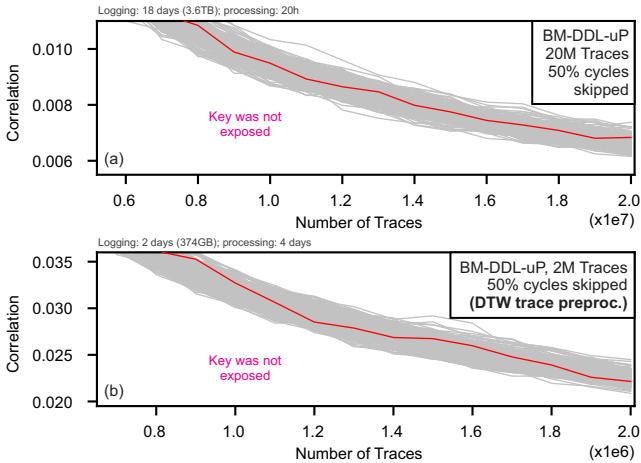 Logging: 18 days (3.6TB); processing: 20h
BM-DDL-uP
20M Traces
50% cycles
skipped
0.010
0.008
0.006
Correlation
Key was not
exposed
(a)
0.6 0.8 1.0 1.2 1.4 1.6 1.8 2.0
Number of Traces
(x1e7)
Logging: 2 days (374GB); processing: 4 days
BM-DDL-uP, 2M Traces
50% cycles skipped
(DTW trace preproc.)
0.035
0.030
0.025
0.020
Correlation
Key was not
exposed
(b)
0.8 1.0 1.2 1.4 1.6 1.8 2.0
Number of Traces
(x1e6)